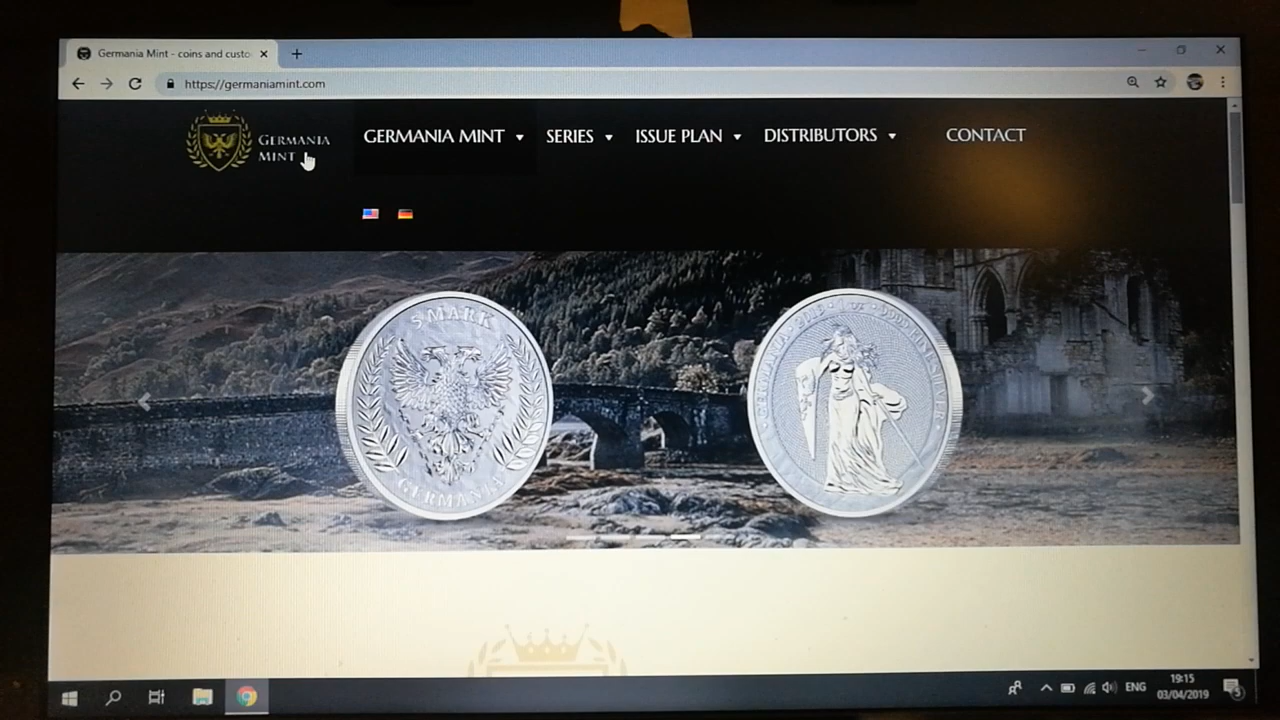 Germania Mint - coins and custo
https://germaniamint.com
GERMANIA
MINT
GERMANIA MINT
SERIES
ISSUE PLAN
DISTRIBUTORS
CONTACT
5 MARK
GERMANIA
ENG
19:15
03/04/2019
5